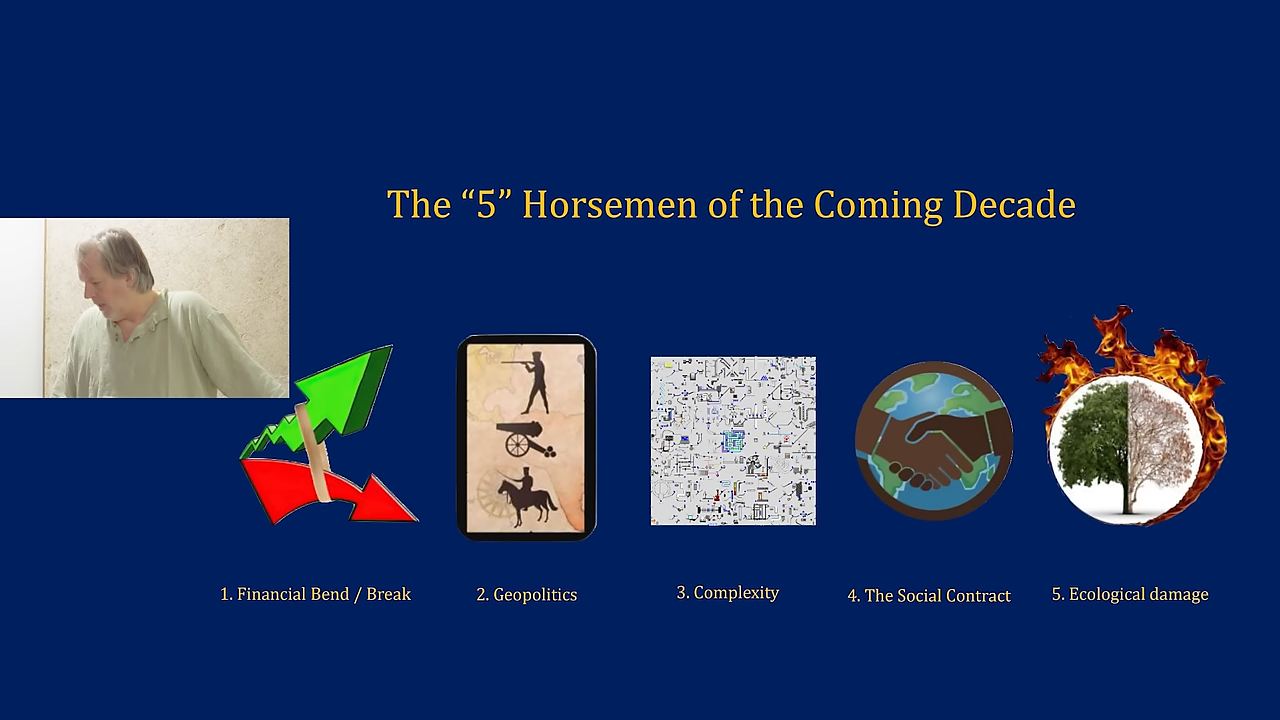 The “5” Horsemen of the Coming Decade
1. Financial Bend / Break
2. Geopolitics
3. Complexity
4. The Social Contract
5. Ecological damage